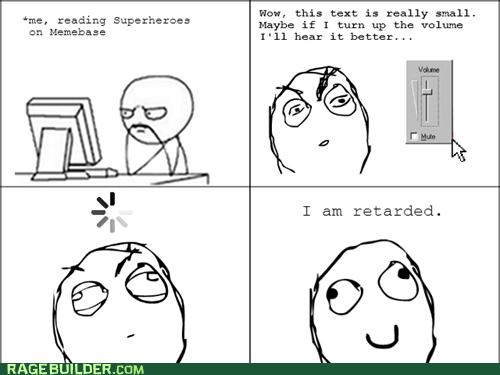 *me, reading Superheroes
on Memebase
Wow, this text is really small.
Maybe if I turn up the volume
I'll hear it better...
Volume
Mute
I am retarded.
RAGEBUILDER.COM